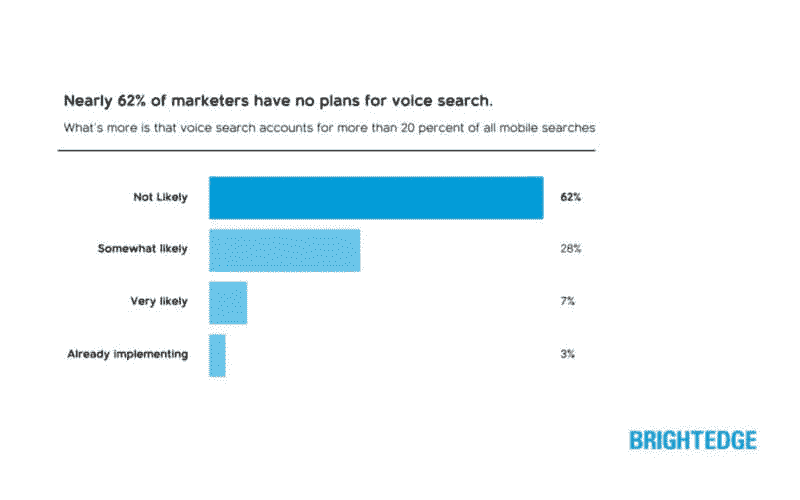 Nearly 62% of marketers have no plans for voice search.
What's more is that voice search accounts for more than 20 percent of all mobile searches
Not Likely 62%
Somewhat likely 28%
Very likely 7%
Already implementing 3%
BRIGHTEDGE